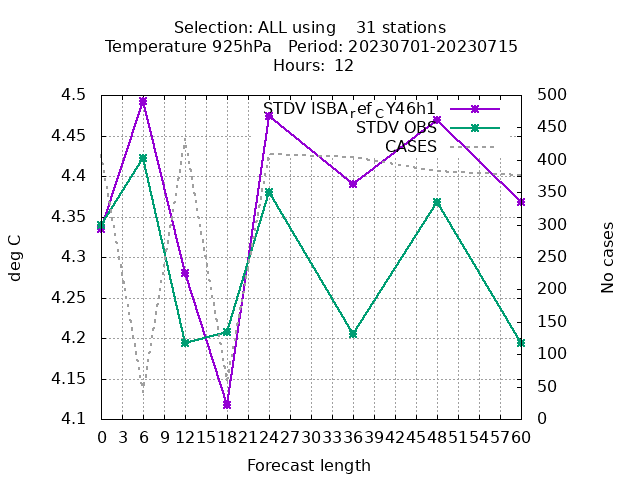 Selection: ALL using    31 stations
Temperature 925hPa   Period: 20230701-20230715
Hours:  12
STDV ISBA_ref_CY46h1
STDV OBS
CASES
4.5
4.45
4.4
4.35
4.3
4.25
4.2
4.15
4.1
deg C
500
450
400
350
300
250
200
150
100
50
0
No cases
0 3 6 9 12 15 18 21 24 27 30 33 36 39 42 45 48 51 54 57 60
Forecast length